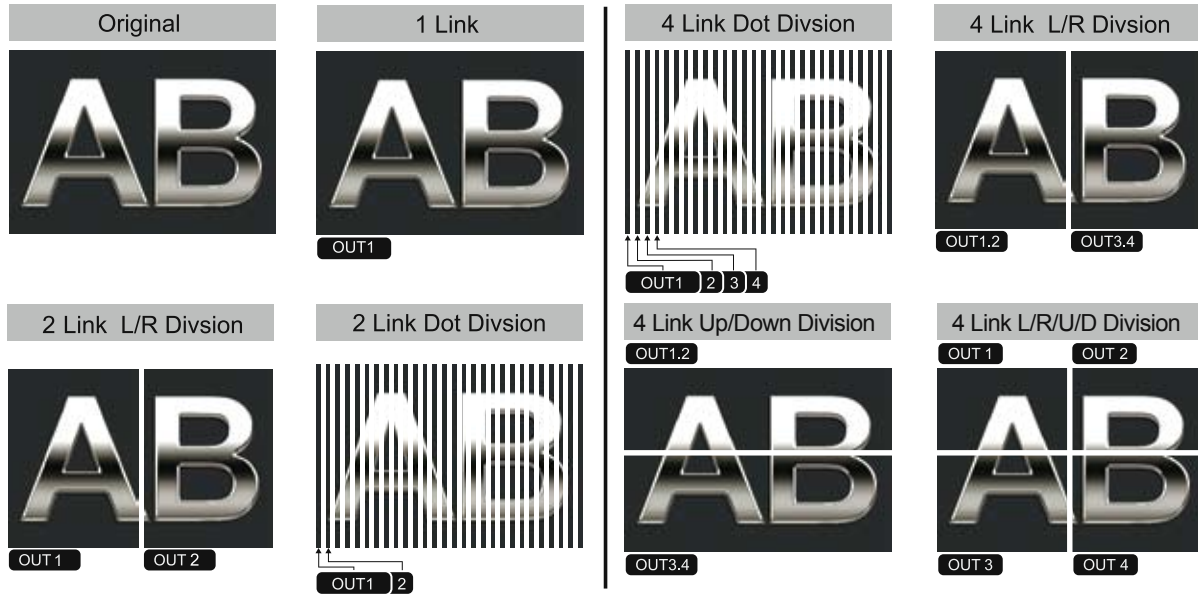 Original
AB
1 Link
AB
OUT1
2 Link L/R Divsion
AB
OUT 1
OUT 2
2 Link Dot Divsion
AB
OUT1 2
4 Link Dot Divsion
AB
OUT1 2 3 4
4 Link L/R Divsion
AB
OUT1.2
OUT3.4
4 Link Up/Down Division
OUT1.2
AB
OUT3.4
4 Link L/R/U/D Division
OUT 1
OUT 2
AB
OUT 3
OUT 4